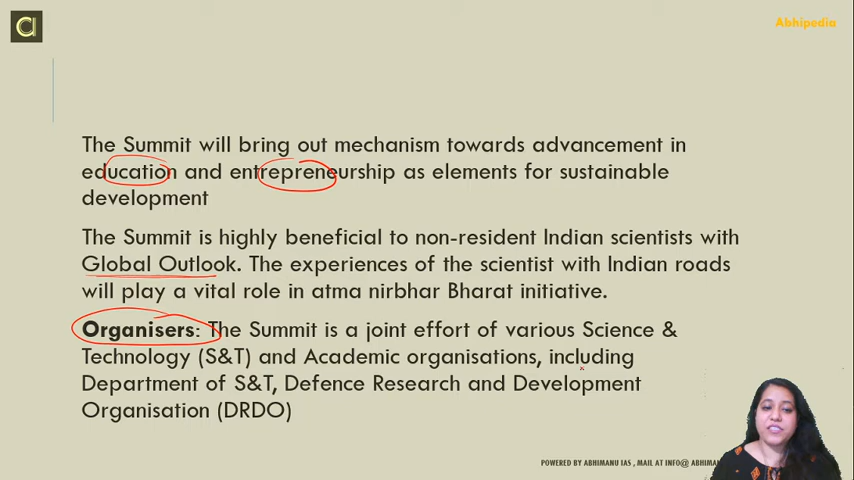 a
Abhipedia
The Summit will bring out mechanism towards advancement in
education and entrepreneurship as elements for sustainable
development
The Summit is highly beneficial to non-resident Indian scientists with
Global Outlook. The experiences of the scientist with Indian roads
will play a vital role in atma nirbhar Bharat initiative.
Organisers: The Summit is a joint effort of various Science &
Technology (S&T) and Academic organisations, including
Department of S&T, Defence Research and Development
Organisation (DRDO)
POWERED BY ABHIMANU IAS , MAIL AT INFO@ ABHIMA